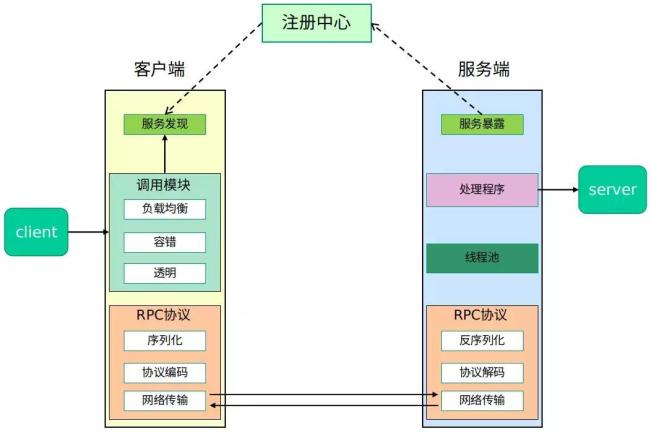 注册中心
客户端
服务端
服务发现
服务暴露
调用模块
负载均衡
容错
透明
处理程序
server
client
线程池
RPC协议
序列化
协议编码
网络传输
RPC协议
反序列化
协议解码
网络传输